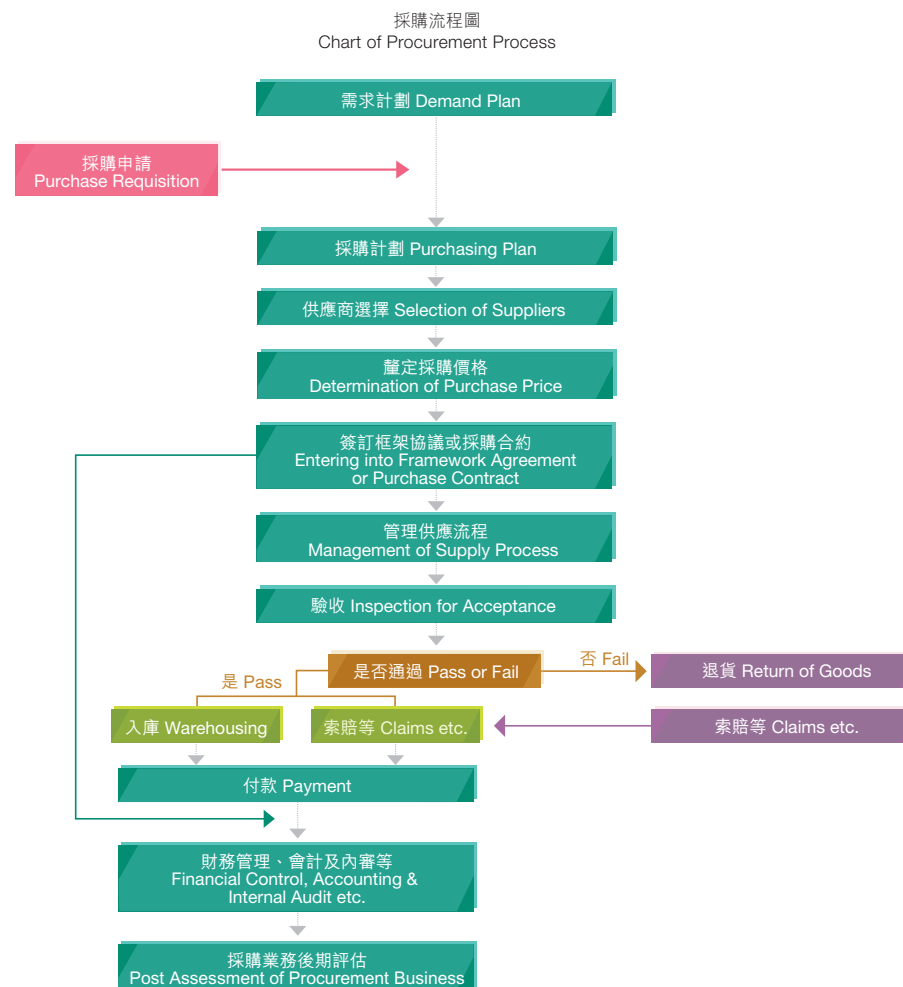 採購流程圖
Chart of Procurement Process
需求計劃 Demand Plan
採購申請
Purchase Requisition
採購計劃 Purchasing Plan
供應商選擇 Selection of Suppliers
釐定採購價格
Determination of Purchase Price
簽訂框架協議或採購合約
Entering into Framework Agreement
or Purchase Contract
管理供應流程
Management of Supply Process
驗收 Inspection for Acceptance
是否通過 Pass or Fail
否 Fail
退貨 Return of Goods
是 Pass
入庫 Warehousing
索賠等 Claims etc.
索賠等 Claims etc.
付款 Payment
財務管理、會計及內審等
Financial Control, Accounting &
Internal Audit etc.
採購業務後期評估
Post Assessment of Procurement Business